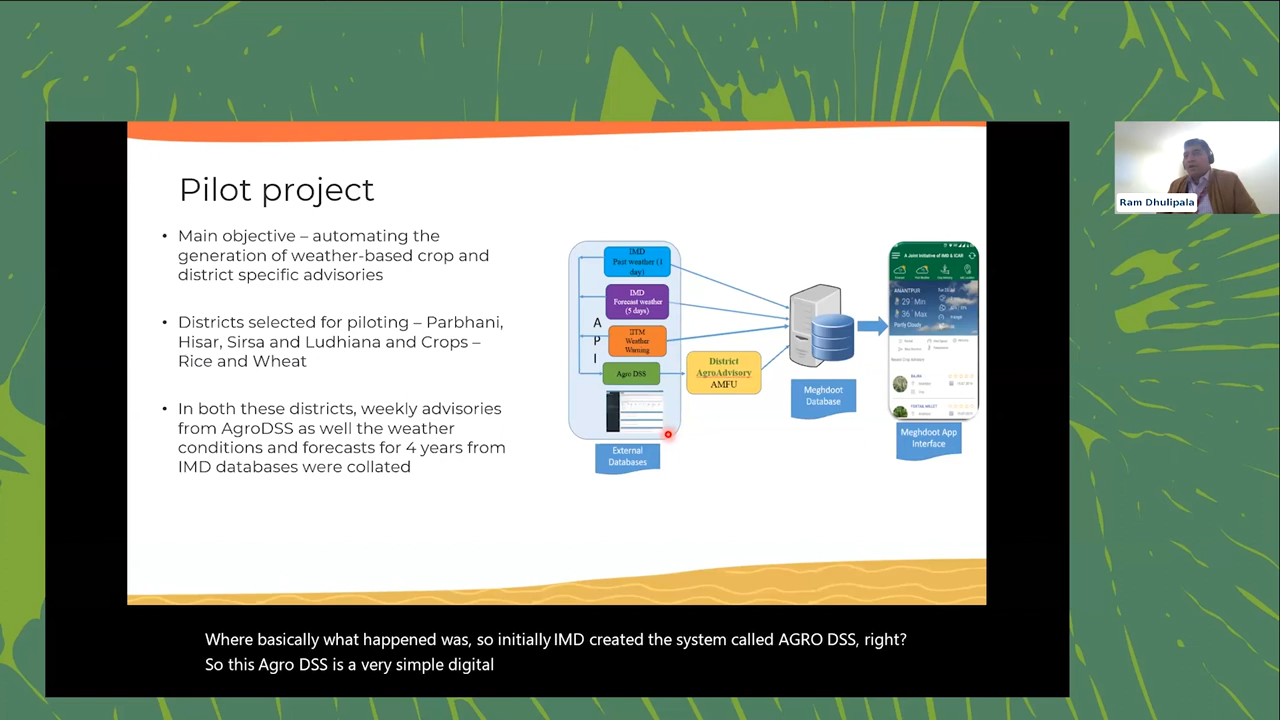 Pilot project
• Main objective – automating the
generation of weather-based crop and
district specific advisories
• Districts selected for piloting – Parbhani,
Hisar, Sirsa and Ludhiana and Crops –
Rice and Wheat
• In both these districts, weekly advisories
from AgroDSS as well the weather
conditions and forecasts for 4 years from
IMD databases were collated
A
P
I
IMD
Past weather (1
day)
IMD
Forecast weather
(5 days)
Weather
Warning
Agro DSS
External
Databases
District
AgroAdvisory
AMFU
Meghdoot
Database
A Joint Initiative of IMD & ICAR
ANANTPUR
29° Min
36° Max
Partly Cloudy
Meghdoot App
Interface
Ram Dhulipala
Where basically what happened was, so initially IMD created the system called AGRO DSS, right?
So this Agro DSS is a very simple digital